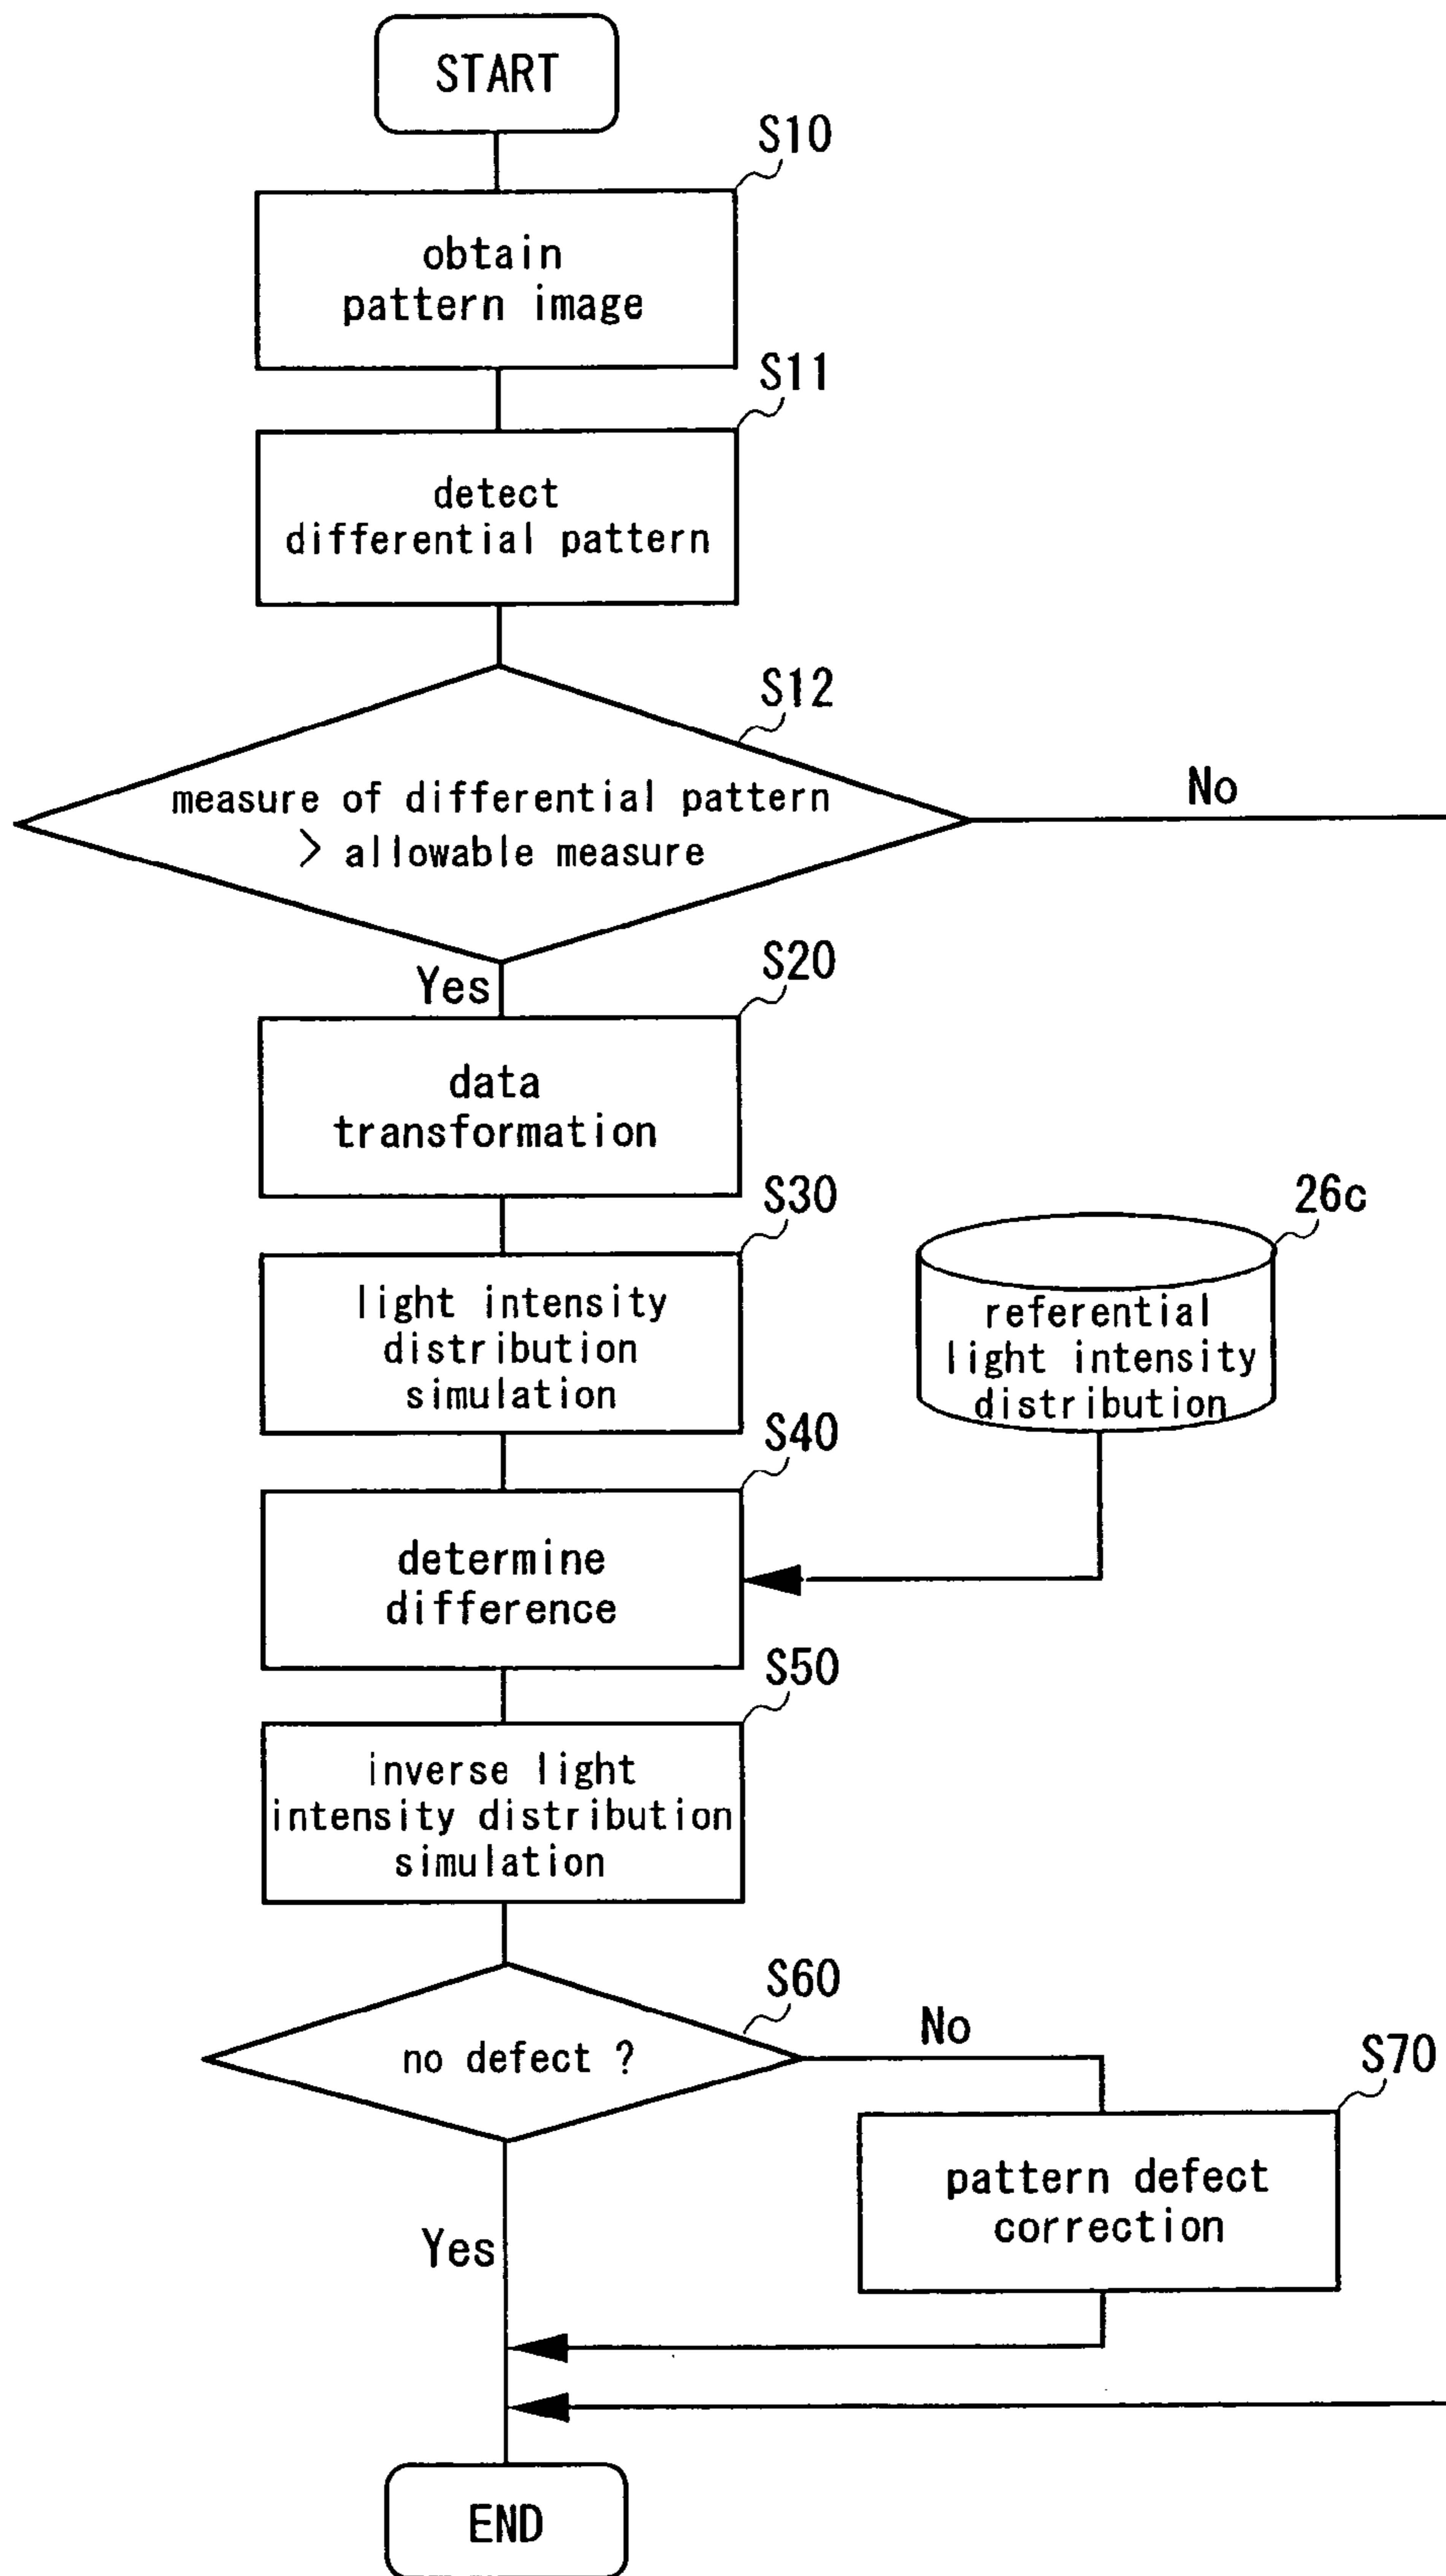 START
S10
obtain
pattern image
S11
detect
differential pattern
S12
measure of differential pattern
> allowable measure
No
Yes
S20
data
transformation
S30
light intensity
distribution
simulation
26c
referential
light intensity
distribution
S40
determine
difference
S50
inverse light
intensity distribution
simulation
S60
no defect ?
No
S70
pattern defect
correction
Yes
END